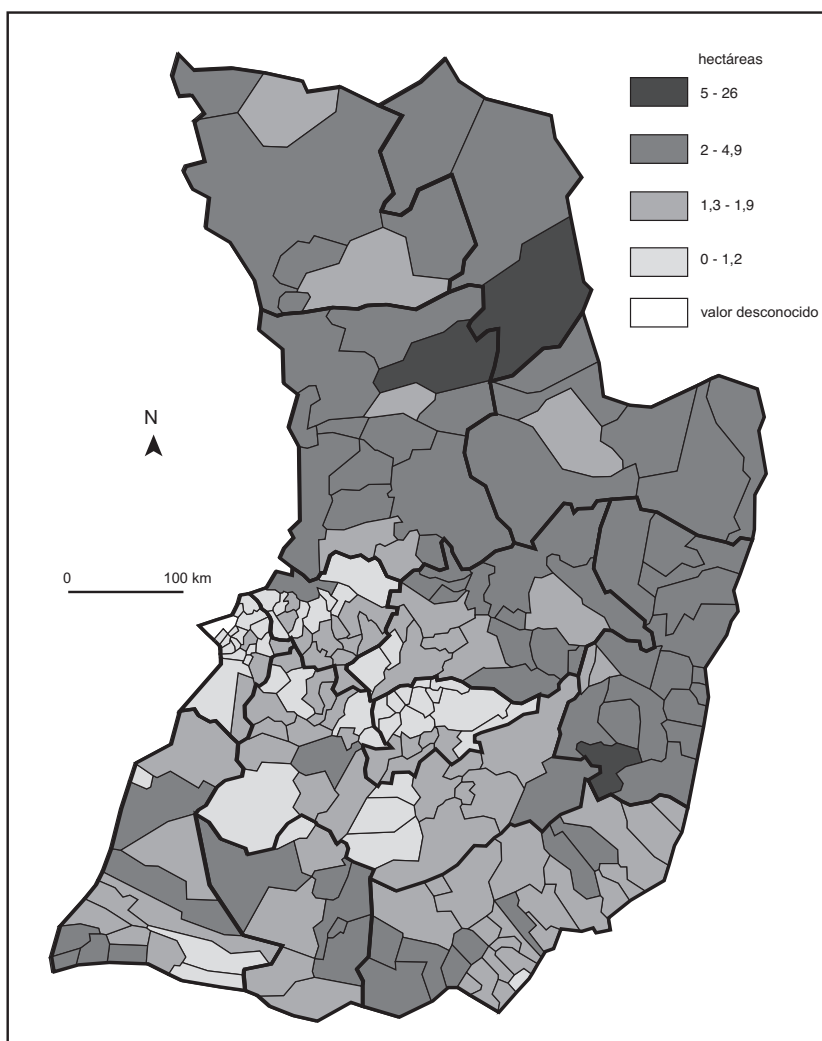 hectáreas
5 - 26
2 - 4,9
1,3 - 1,9
0 - 1,2
valor desconocido
N
0 100 km